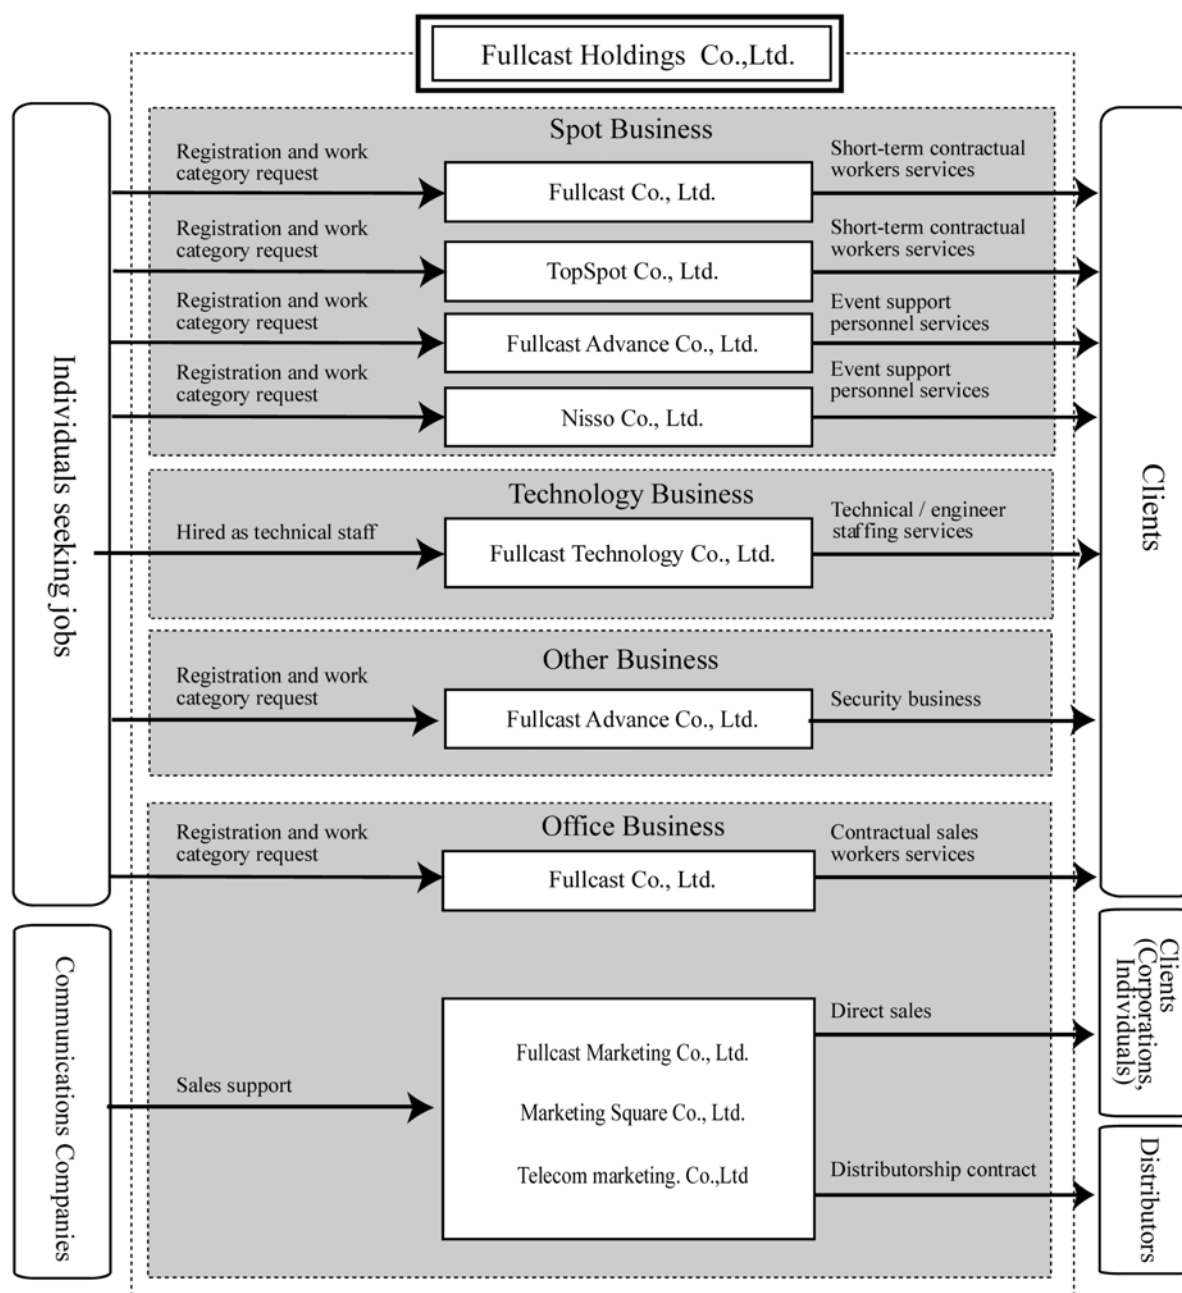 Fullcast Holdings Co.,Ltd.
Individuals seeking jobs
Spot Business
Registration and work
category request
Fullcast Co., Ltd.
Short-term contractual
workers services
Registration and work
category request
TopSpot Co., Ltd.
Short-term contractual
workers services
Registration and work
category request
Fullcast Advance Co., Ltd.
Event support
personnel services
Registration and work
category request
Nisso Co., Ltd.
Event support
personnel services
Clients
Technology Business
Hired as technical staff
Fullcast Technology Co., Ltd.
Technical / engineer
staffing services
Other Business
Registration and work
category request
Fullcast Advance Co., Ltd.
Security business
Office Business
Registration and work
category request
Fullcast Co., Ltd.
Contractual sales
workers services
Communications Companies
Sales support
Fullcast Marketing Co., Ltd.
Marketing Square Co., Ltd.
Telecom marketing. Co.,Ltd
Direct sales
Clients
(Corporations,
Individuals)
Distributorship contract
Distributors